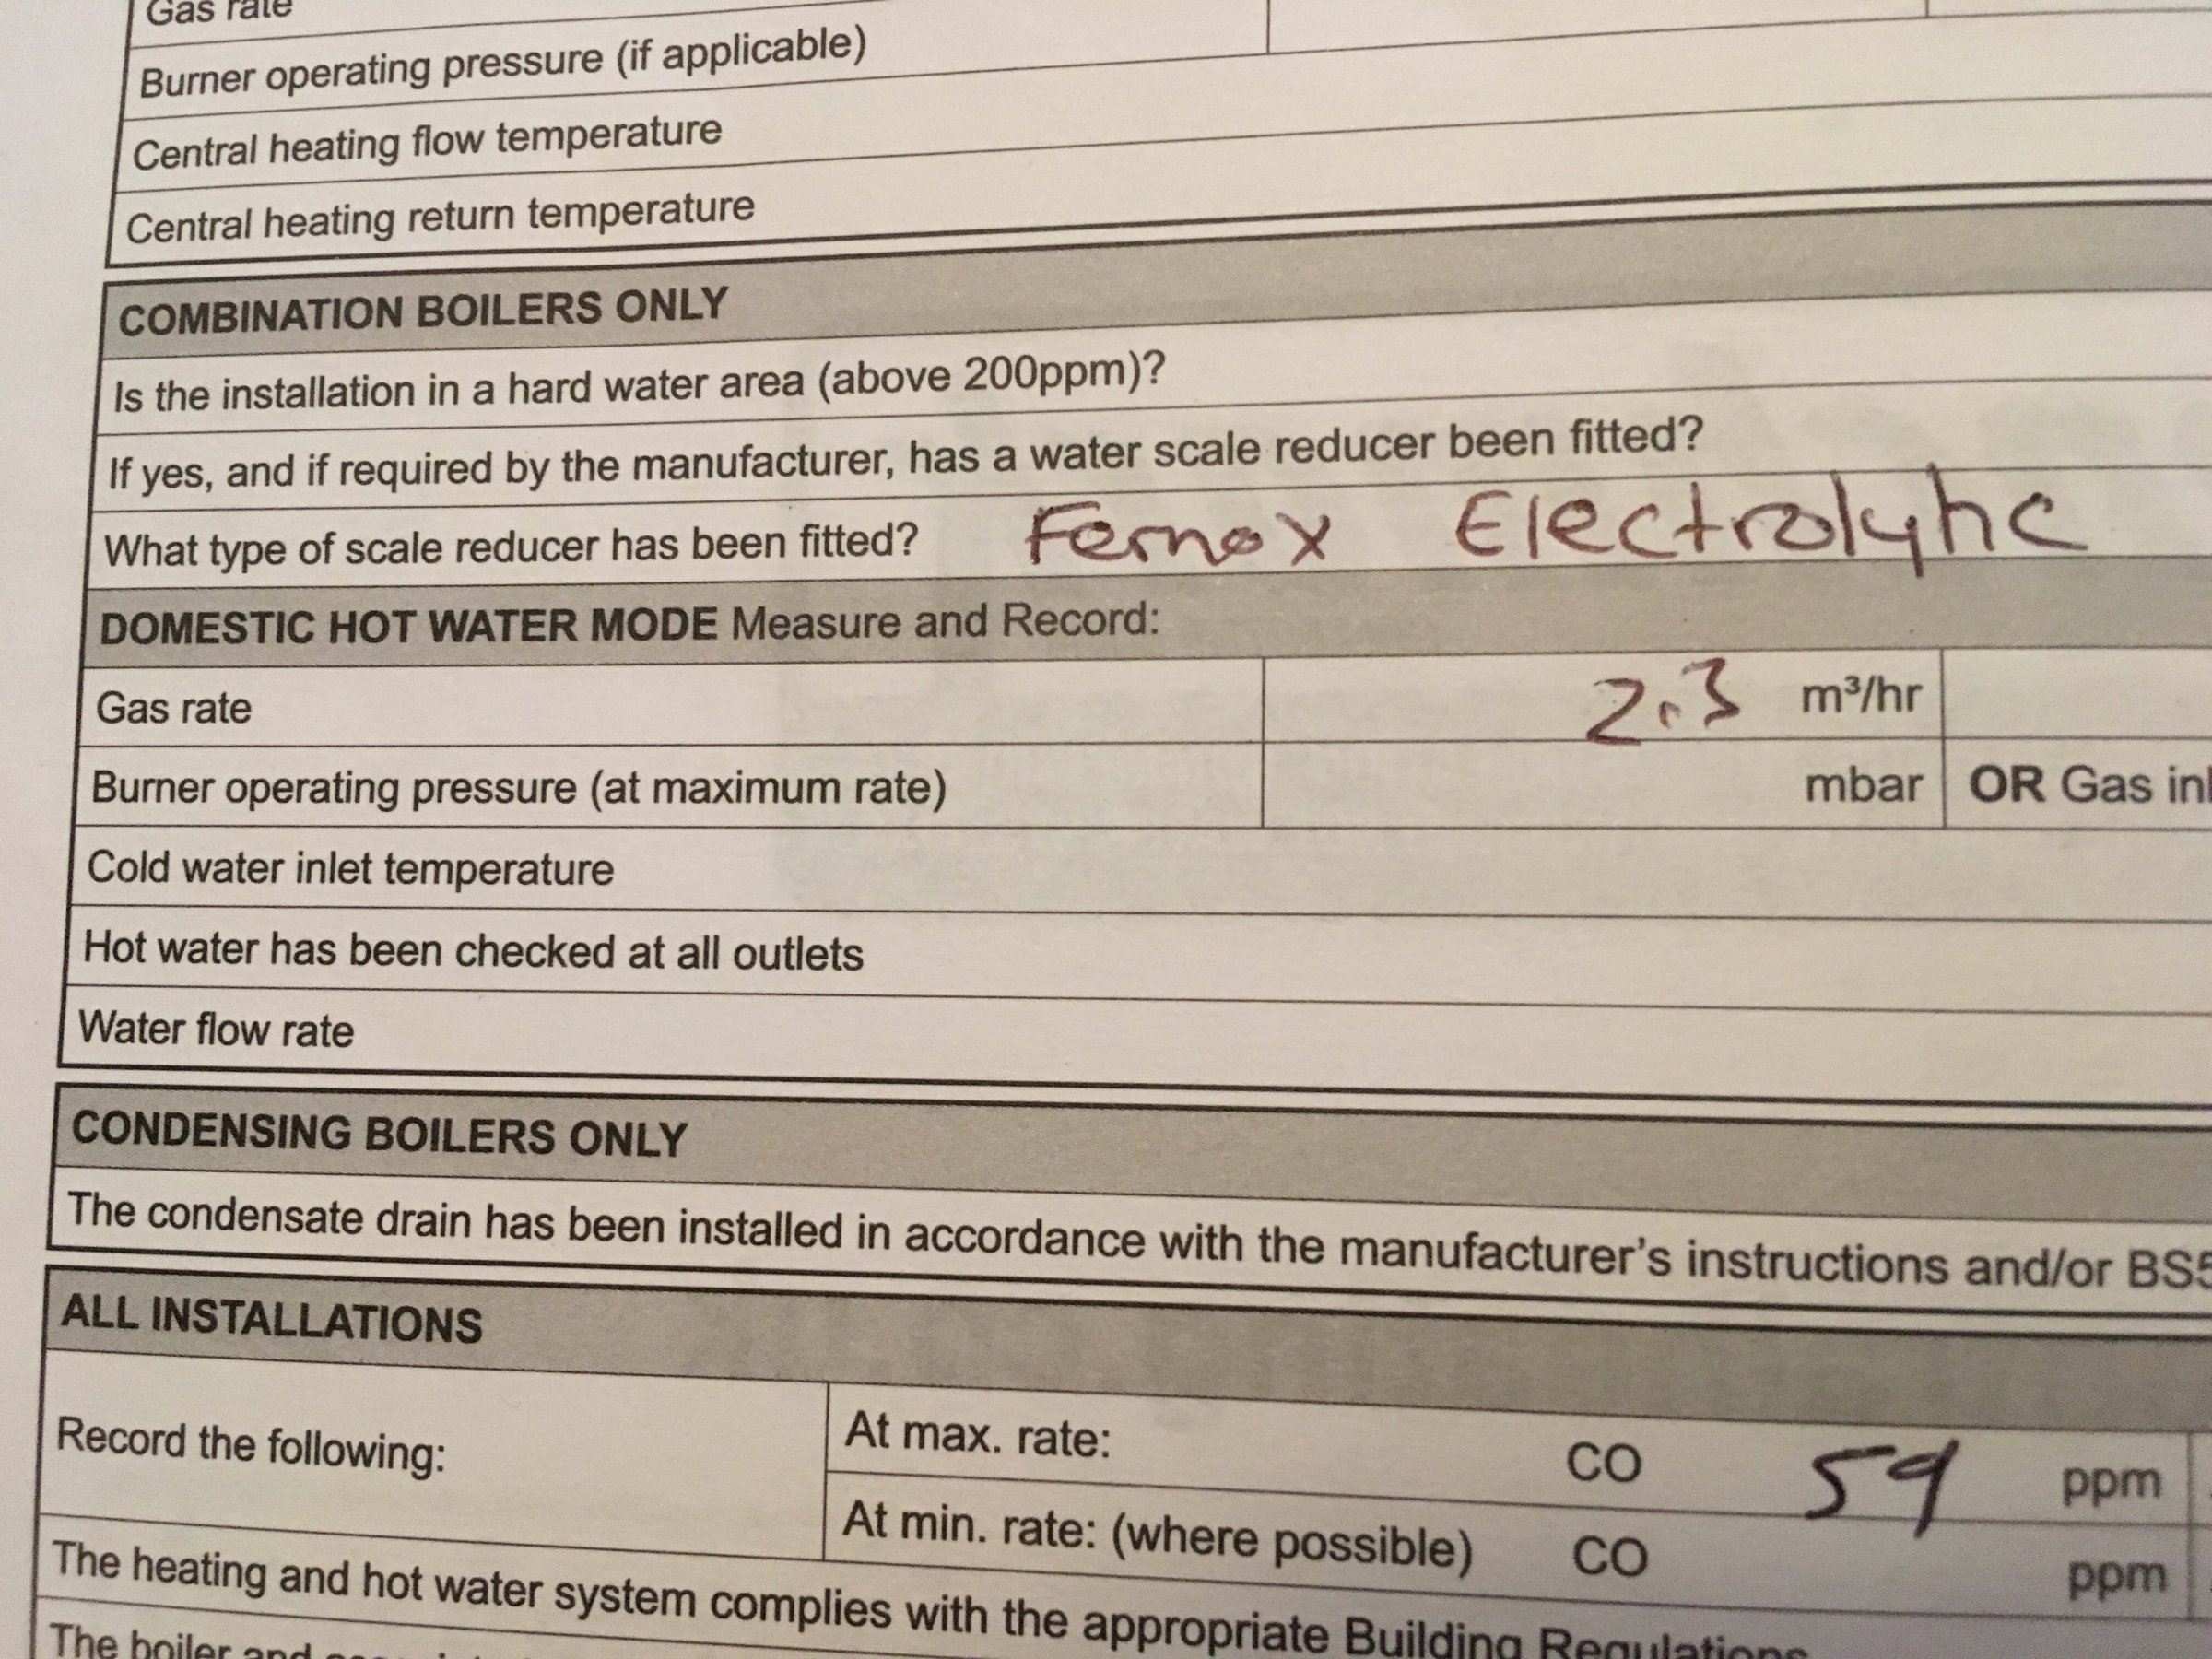 Gas rate
Burner operating pressure (if applicable)
Central heating flow temperature
Central heating return temperature
COMBINATION BOILERS ONLY
Is the installation in a hard water area (above 200ppm)?
If yes, and if required by the manufacturer, has a water scale reducer been fitted?
What type of scale reducer has been fitted? Fernox Electrolytic
DOMESTIC HOT WATER MODE Measure and Record:
Gas rate 2.3 m³/hr
Burner operating pressure (at maximum rate) mbar OR Gas inl
Cold water inlet temperature
Hot water has been checked at all outlets
Water flow rate
CONDENSING BOILERS ONLY
The condensate drain has been installed in accordance with the manufacturer's instructions and/or BS5
ALL INSTALLATIONS
Record the following:
At max. rate: CO 59 ppm
At min. rate: (where possible) CO ppm
The heating and hot water system complies with the appropriate Building Regulations
The boiler and